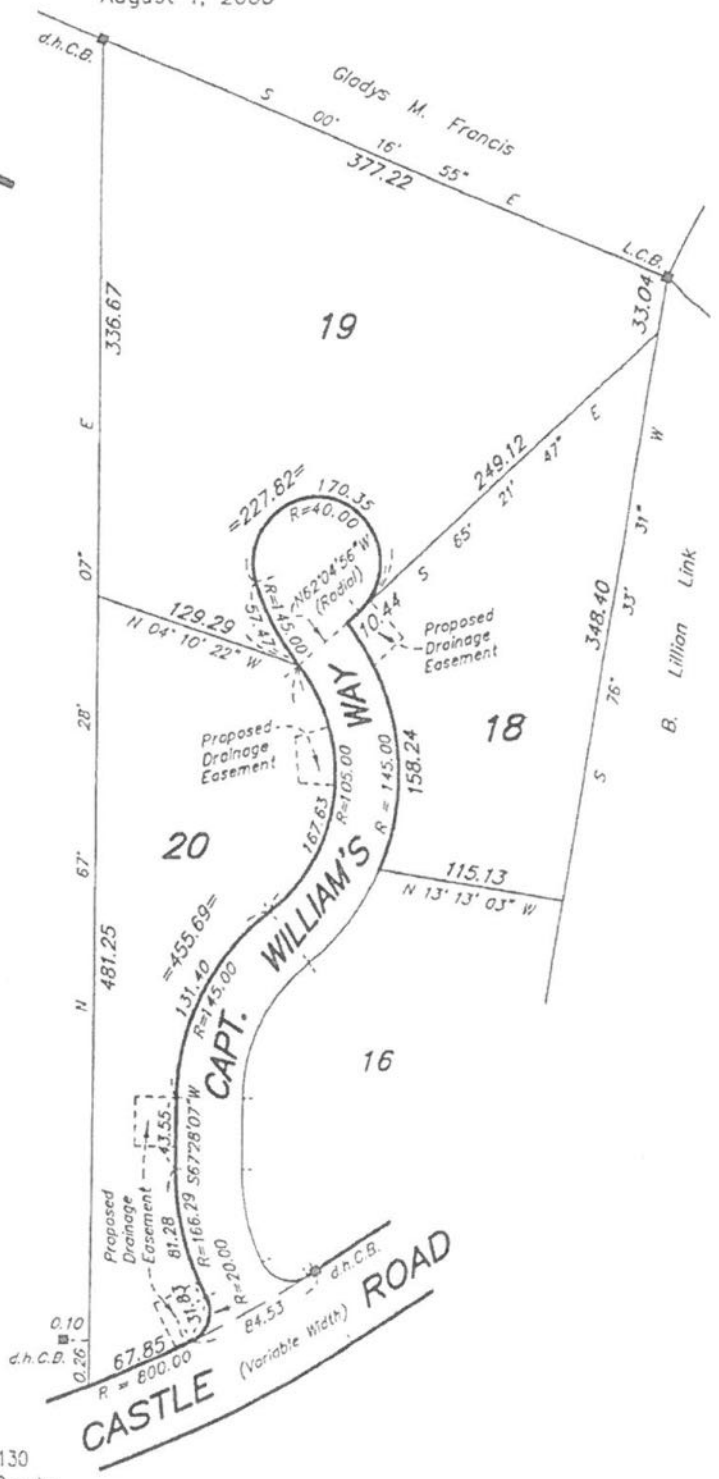 d.h.C.B.
Gladys M. Francis
S 00° 16' 55" E
377.22
L.C.B.
33.04
336.67
19
E
249.12
S 65° 21' 47" E
=227.82=
170.35
R=40.00
N62°04'56"W
(Radial)
R=145.00
57.47
10.44
Proposed
Drainage
Easement
07"
129.29
N 04° 10' 22" W
W
31"
33'
348.40
76°
S
B. Lillian Link
28'
Proposed
Drainage
Easement
18
R=105.00
167.63
R = 145.00
158.24
WAY
20
67°
WILLIAM'S
115.13
N 13° 13' 03" W
=455.69=
481.25
N
131.40
R=145.00
CAPT.
16
43.55
S67°28'07"W
Proposed
Drainage
Easement
81.28
R=166.29
31.83
R=20.00
d.h.C.B.
84.53
0.10
d.h.C.B.
0.26
67.85
R = 800.00
CASTLE (Variable Width) ROAD
130